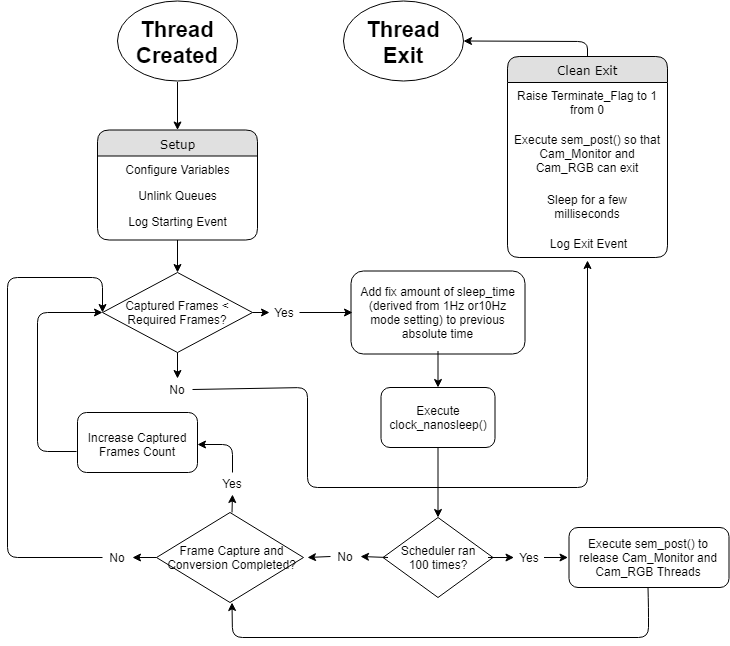 Thread
Created
Thread
Exit
Clean Exit
Raise Terminate_Flag to 1
from 0
Execute sem_post() so that
Cam_Monitor and
Cam_RGB can exit
Sleep for a few
milliseconds
Log Exit Event
Setup
Configure Variables
Unlink Queues
Log Starting Event
Captured Frames <
Required Frames?
Yes
Add fix amount of sleep_time
(derived from 1Hz or10Hz
mode setting) to previous
absolute time
No
Execute
clock_nanosleep()
Increase Captured
Frames Count
Yes
Scheduler ran
100 times?
Yes
Execute sem_post() to
release Cam_Monitor and
Cam_RGB Threads
No
Frame Capture and
Conversion Completed?
No